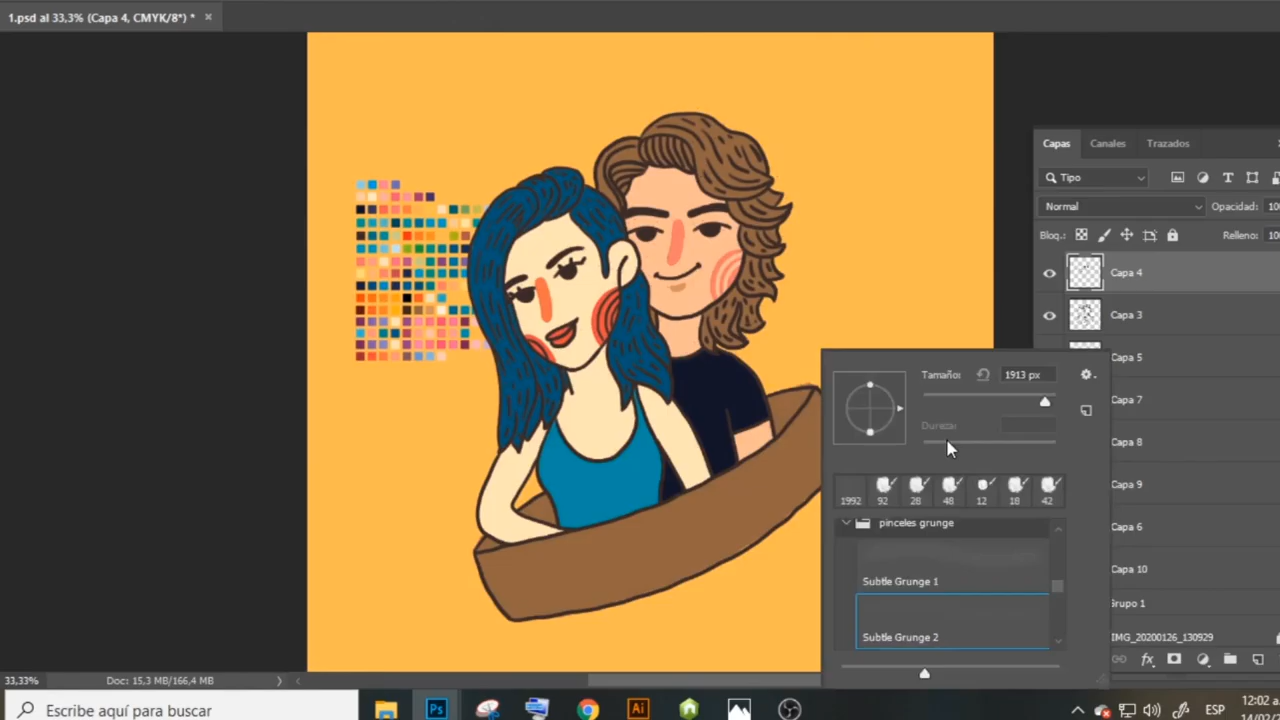 1.psd al 33,3% (Capa 4, CMYK/8*) * ×
Capas Canales Trazados
Tipo
Normal Opacidad:
Bloq.: Relleno:
Capa 4
Capa 3
Capa 5
Capa 7
Capa 8
Capa 9
Capa 6
Capa 10
Grupo 1
IMG_20200126_130929
fx
Tamaño: 1913 px
Dureza:
1992 92 28 48 12 18 42
pinceles grunge
Subtle Grunge 1
Subtle Grunge 2
33,33% Doc: 15,3 MB/166,4 MB
Escribe aquí para buscar
Ps
Ai
ESP
12:02 a.